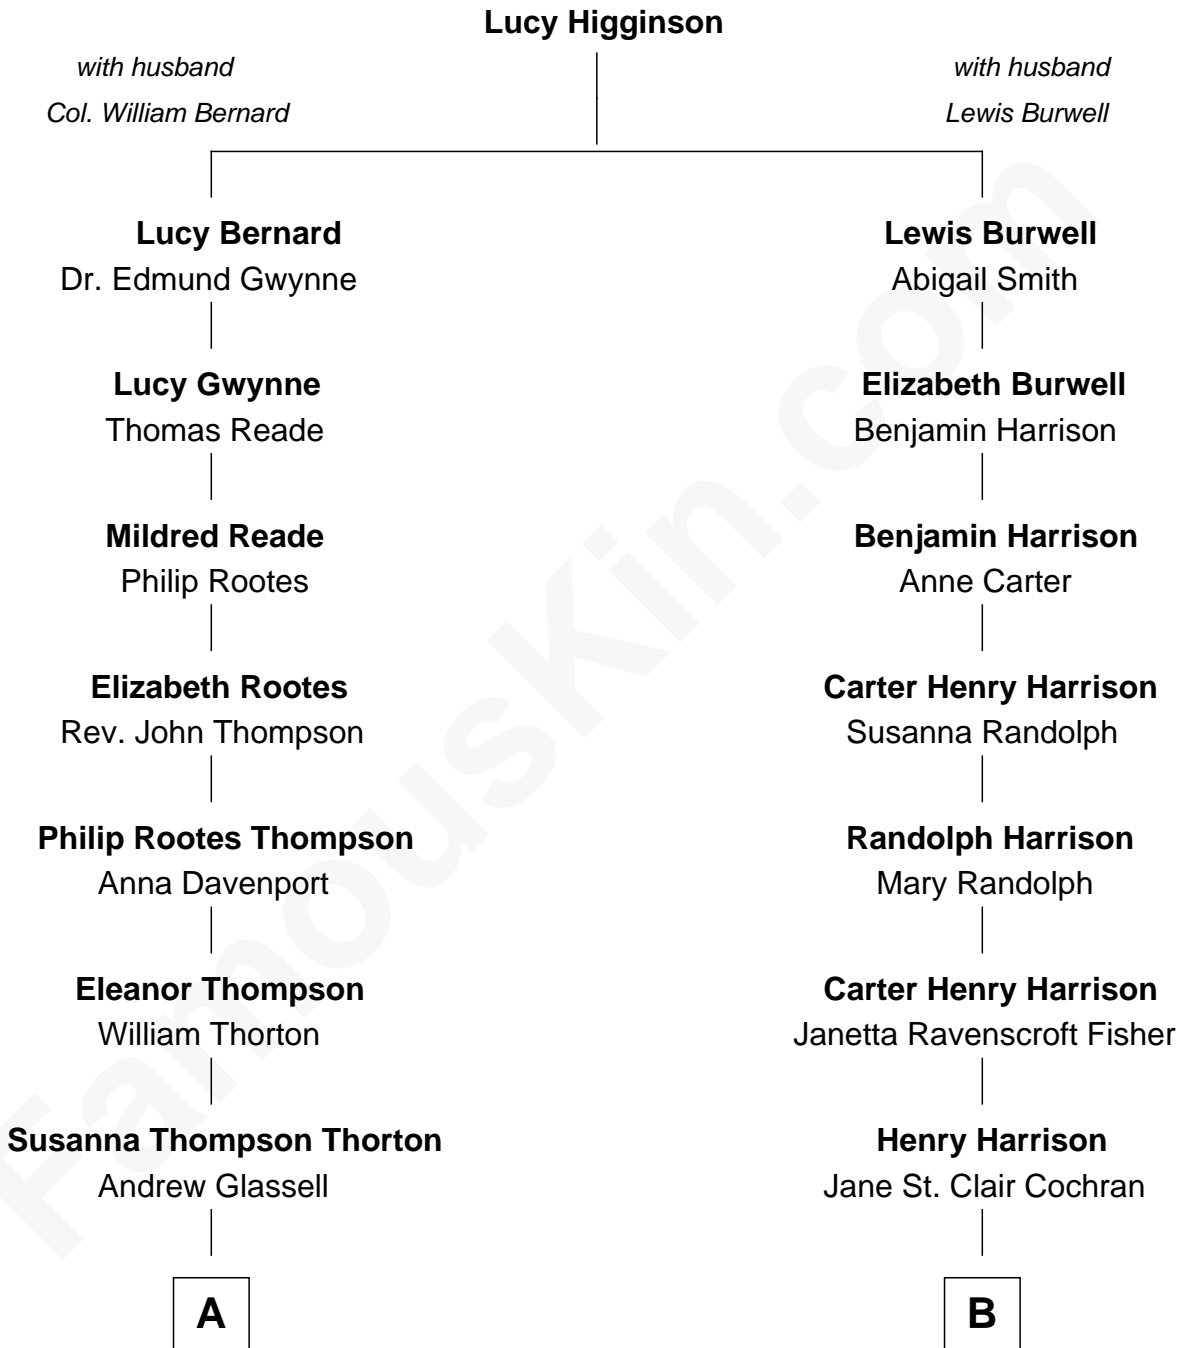 Lucy Higginson
with husband
Col. William Bernard
with husband
Lewis Burwell
Lucy Bernard
Dr. Edmund Gwynne
Lucy Gwynne
Thomas Reade
Mildred Reade
Philip Rootes
Elizabeth Rootes
Rev. John Thompson
Philip Rootes Thompson
Anna Davenport
Eleanor Thompson
William Thorton
Susanna Thompson Thorton
Andrew Glassell
A
Lewis Burwell
Abigail Smith
Elizabeth Burwell
Benjamin Harrison
Benjamin Harrison
Anne Carter
Carter Henry Harrison
Susanna Randolph
Randolph Harrison
Mary Randolph
Carter Henry Harrison
Janetta Ravenscroft Fisher
Henry Harrison
Jane St. Clair Cochran
B
FamousKin.com